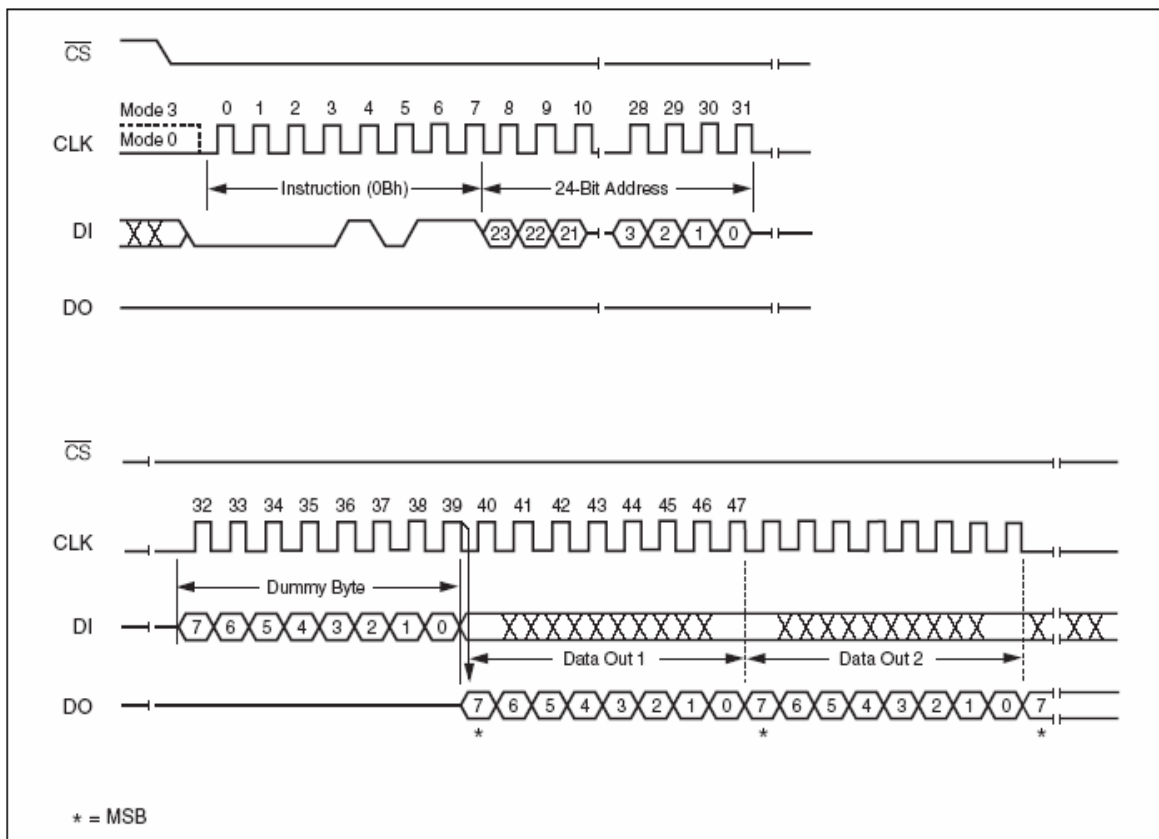 CS
Mode 3
0 1 2 3 4 5 6 7 8 9 10 28 29 30 31
CLK
Mode 0
Instruction (0Bh) 24-Bit Address
DI 23 22 21 3 2 1 0
DO
CS
32 33 34 35 36 37 38 39 40 41 42 43 44 45 46 47
CLK
Dummy Byte
DI 7 6 5 4 3 2 1 0
Data Out 1 Data Out 2
DO 7 6 5 4 3 2 1 0 7 6 5 4 3 2 1 0 7
* * *
* = MSB